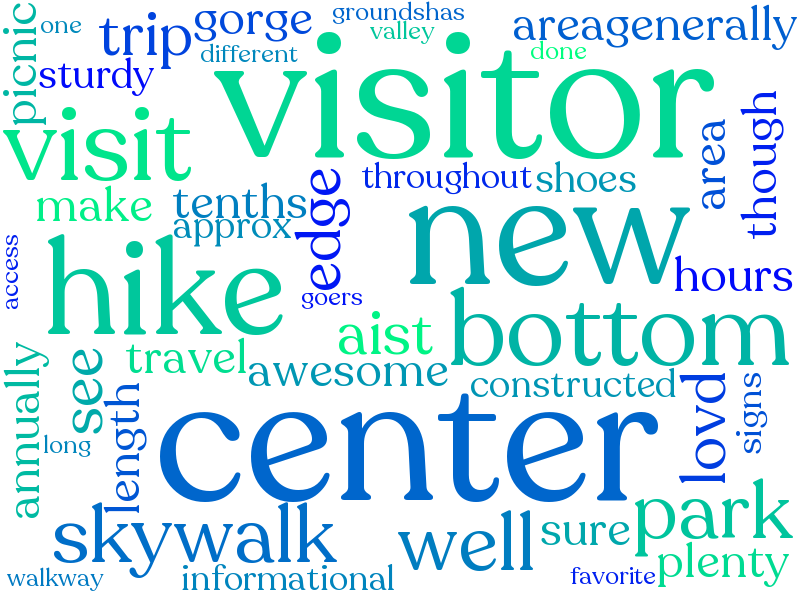 picnic
one
trip
gorge
groundshas
valley
different
areagenerally
done
sturdy
visitor
visit
though
area
throughout
shoes
make
tenths
approx
edge
new
access
goers
hike
hours
aist
bottom
travel
awesome
see
annually
constructed
center
length
long
lovd
signs
skywalk
well
sure
park
plenty
walkway
informational
favorite